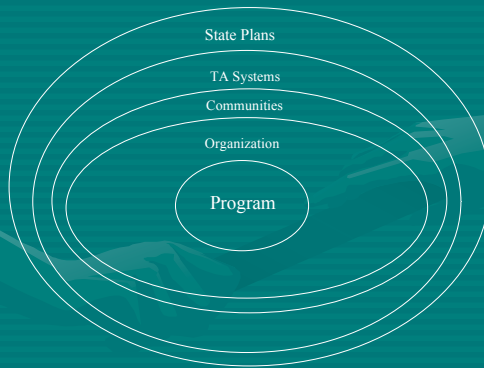 State Plans
TA Systems
Communities
Organization
Program